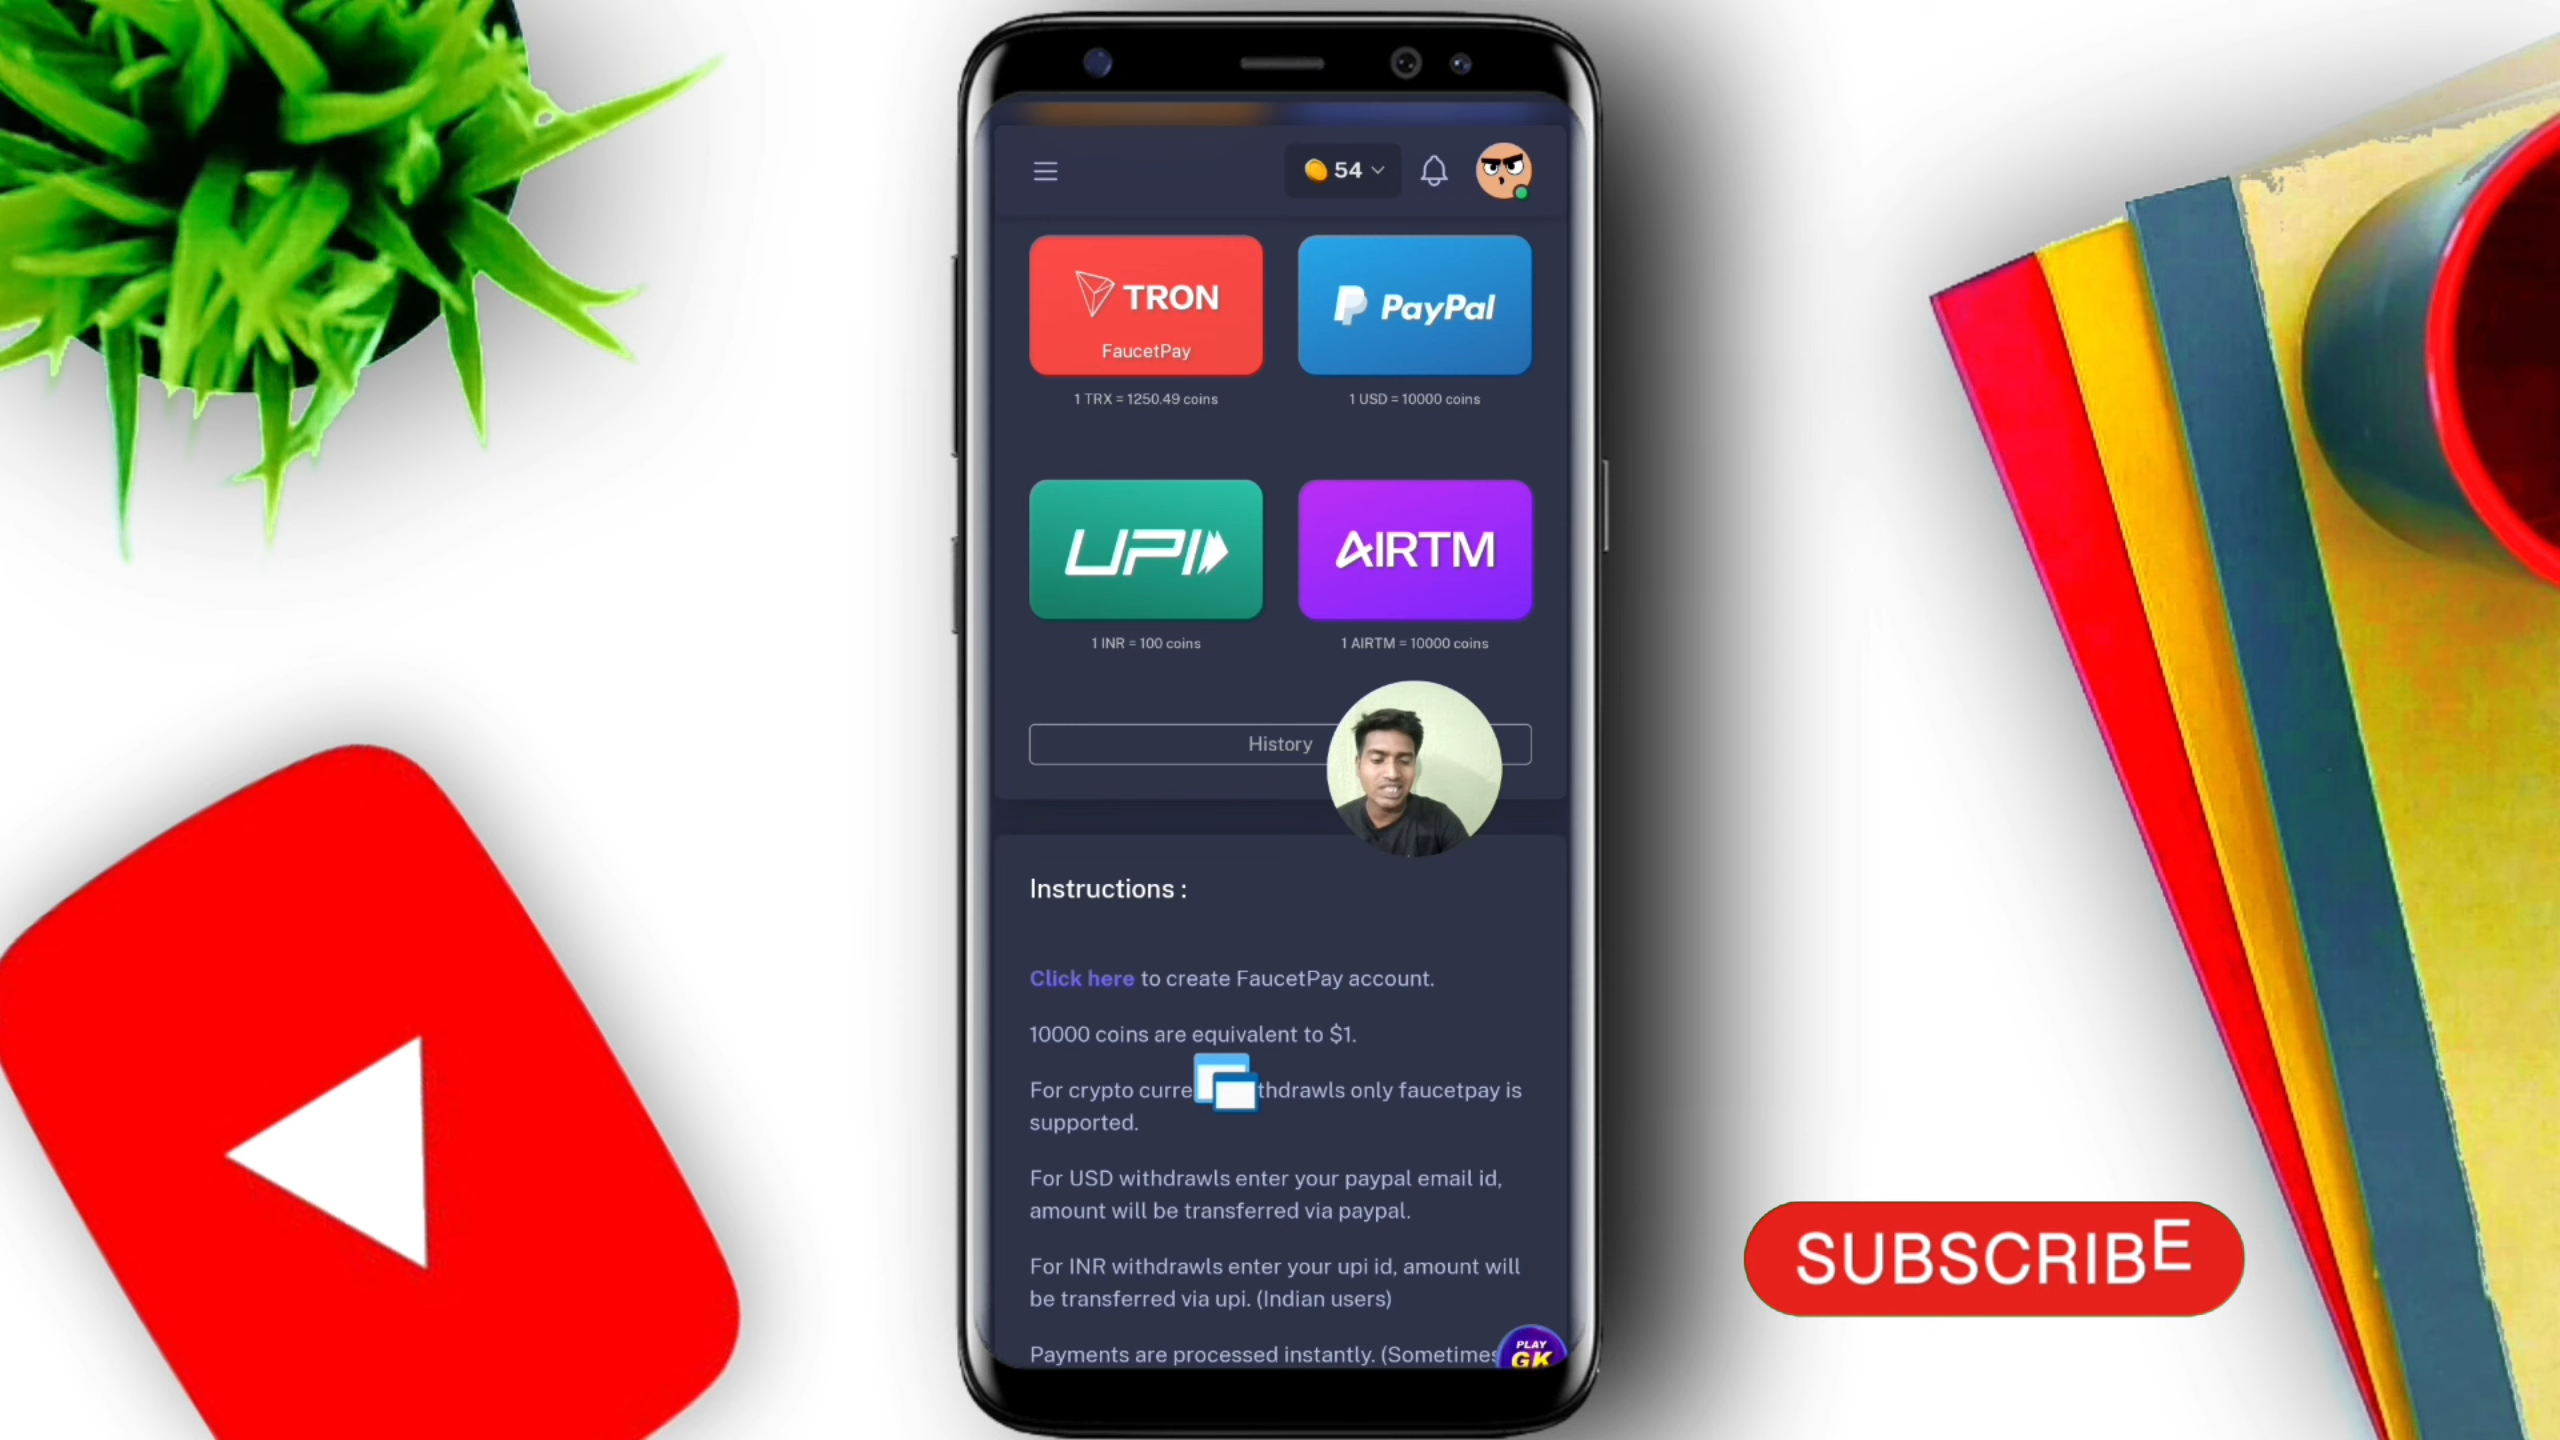 54
TRON
FaucetPay
PayPal
1 TRX = 1250.49 coins
1 USD = 10000 coins
UPI
AIRTM
1 INR = 100 coins
1 AIRTM = 10000 coins
History
Instructions :
Click here to create FaucetPay account.
10000 coins are equivalent to $1.
For crypto curre thdrawls only faucetpay is
supported.
For USD withdrawls enter your paypal email id,
amount will be transferred via paypal.
For INR withdrawls enter your upi id, amount will
be transferred via upi. (Indian users)
Payments are processed instantly. (Sometimes
PLAY
GK
SUBSCRIBE